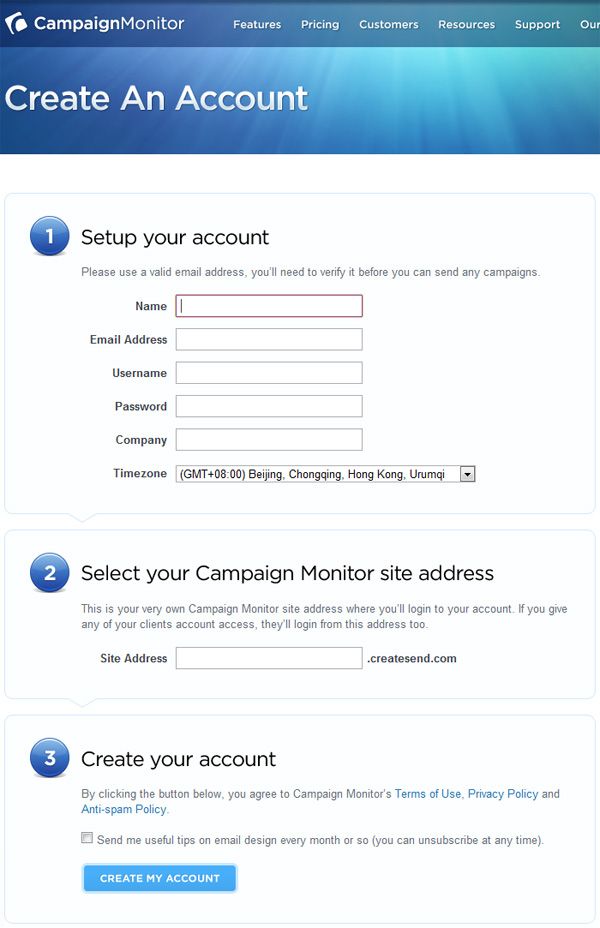 CampaignMonitor Features Pricing Customers Resources Support Our
Create An Account
1 Setup your account
Please use a valid email address, you'll need to verify it before you can send any campaigns.
Name
Email Address
Username
Password
Company
Timezone (GMT+08:00) Beijing, Chongqing, Hong Kong, Urumqi
2 Select your Campaign Monitor site address
This is your very own Campaign Monitor site address where you'll login to your account. If you give
any of your clients account access, they'll login from this address too.
Site Address .createsend.com
3 Create your account
By clicking the button below, you agree to Campaign Monitor's Terms of Use, Privacy Policy and
Anti-spam Policy.
Send me useful tips on email design every month or so (you can unsubscribe at any time).
CREATE MY ACCOUNT